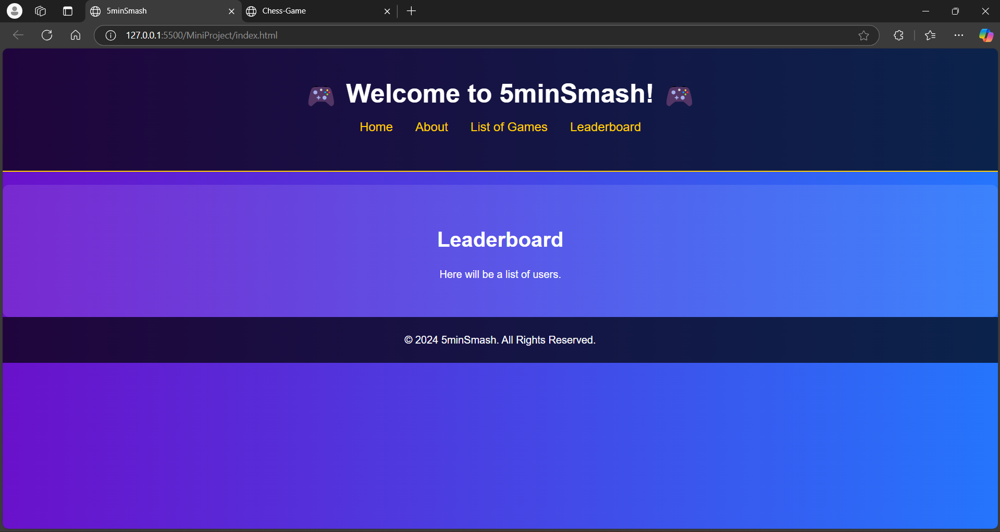 5minSmash
Chess-Game
127.0.0.1:5500/MiniProject/index.html
🎮 Welcome to 5minSmash! 🎮
Home About List of Games Leaderboard
Leaderboard
Here will be a list of users.
© 2024 5minSmash. All Rights Reserved.